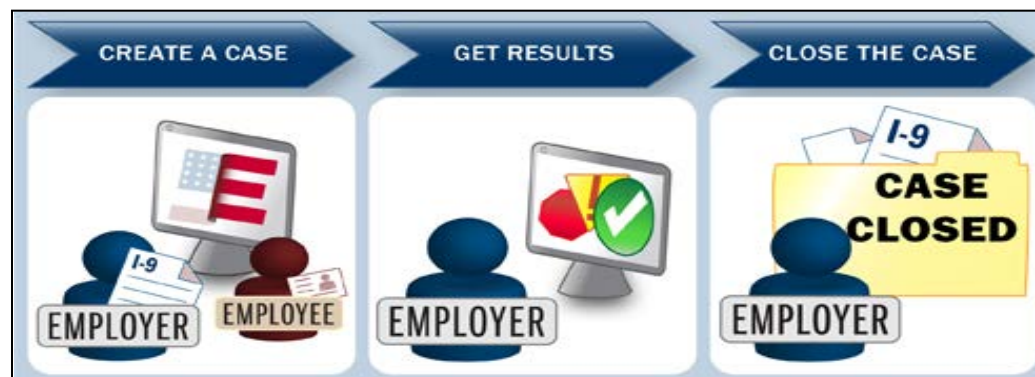 CREATE A CASE
GET RESULTS
CLOSE THE CASE
I-9
EMPLOYER
EMPLOYEE
EMPLOYER
I-9
CASE
CLOSED
EMPLOYER